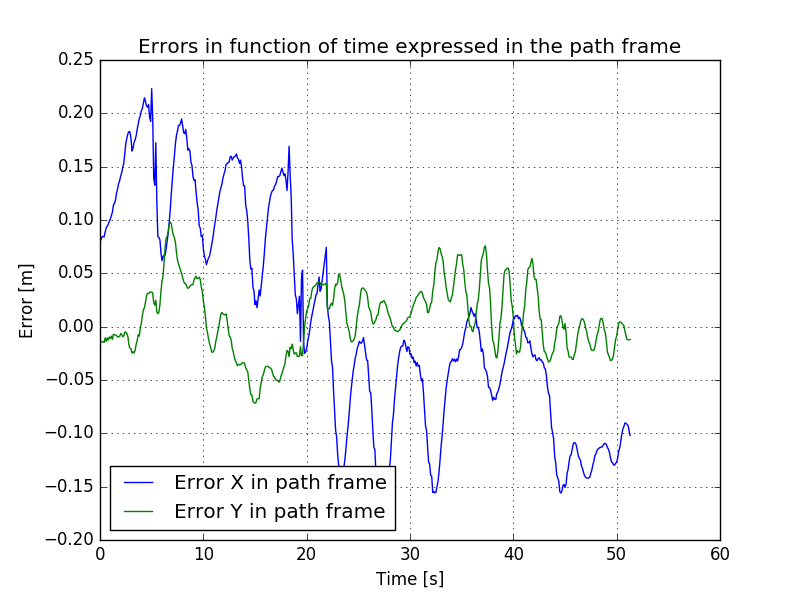 Errors in function of time expressed in the path frame
0.25
0.20
0.15
0.10
0.05
0.00
−0.05
−0.10
−0.15
−0.20
Error [m]
Error X in path frame
Error Y in path frame
0 10 20 30 40 50 60
Time [s]